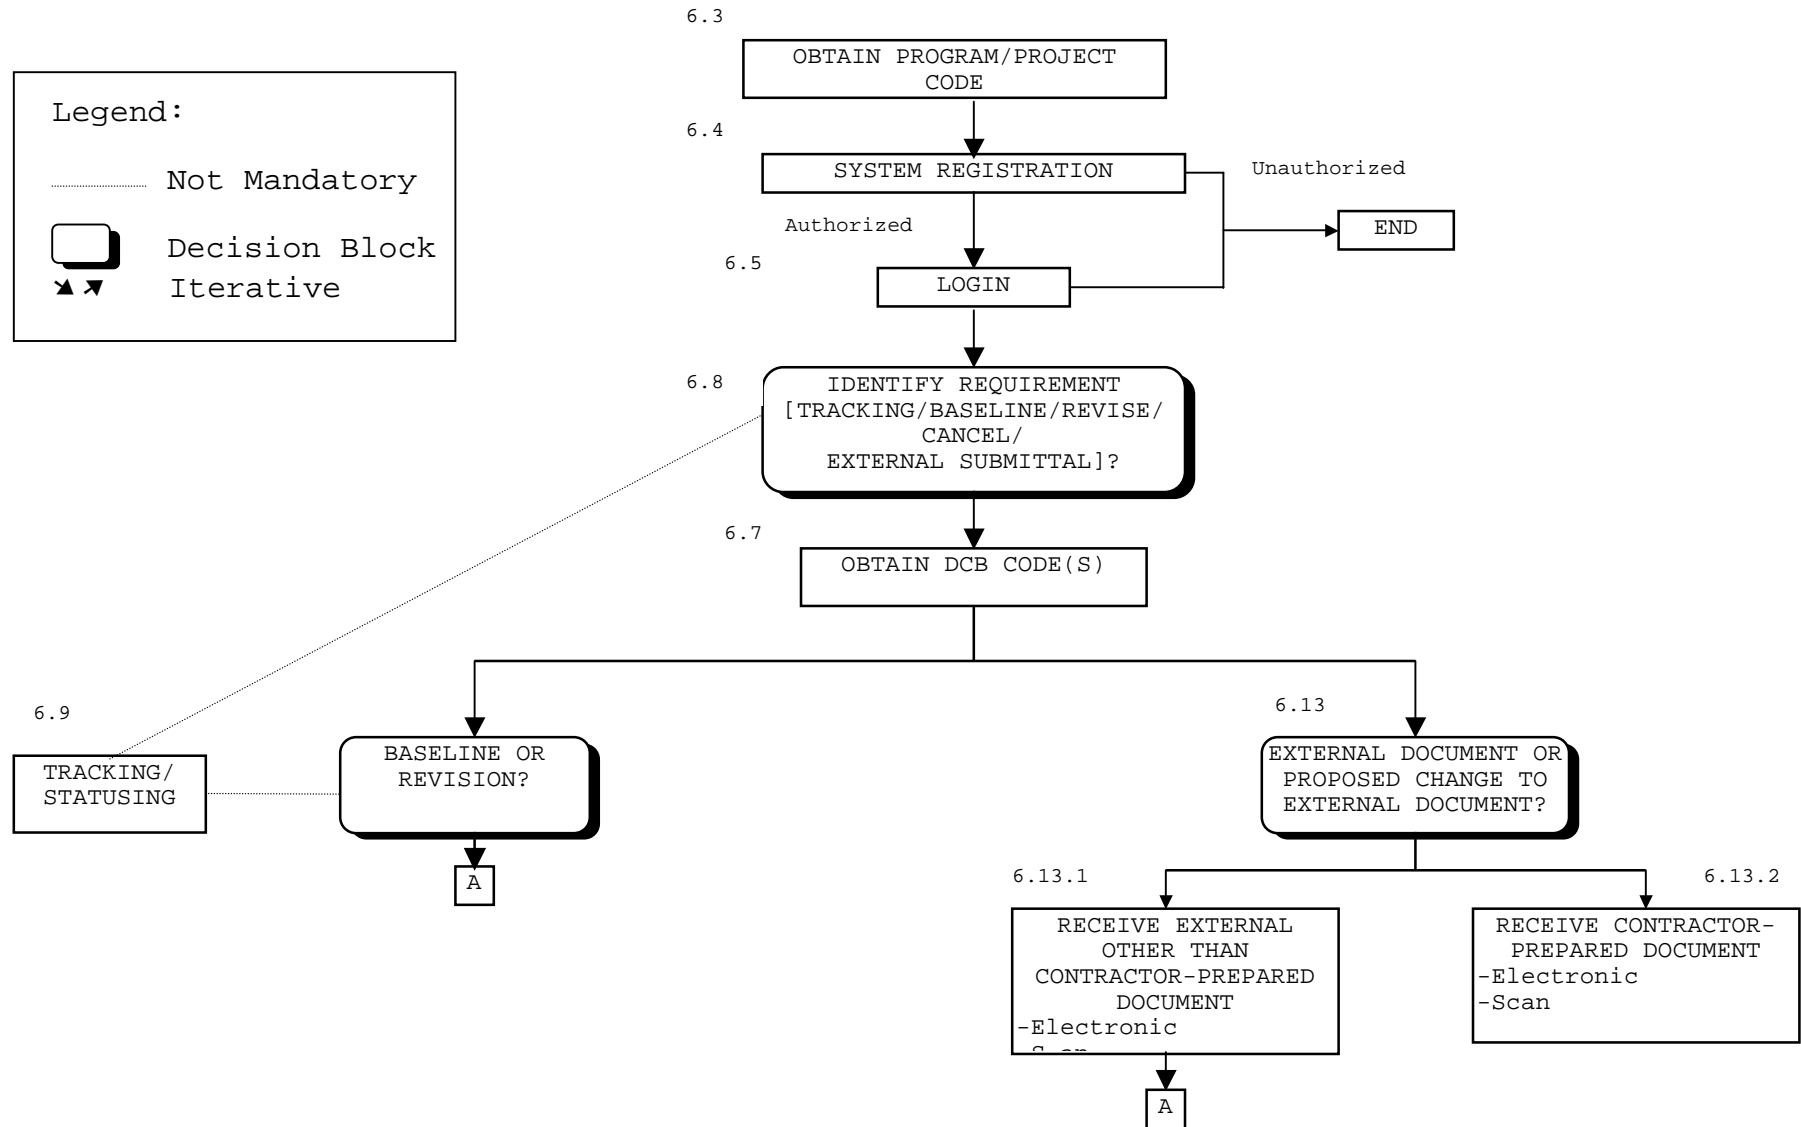 6.3
OBTAIN PROGRAM/PROJECT
CODE
Legend:
Not Mandatory
Decision Block
Iterative
6.4
SYSTEM REGISTRATION
Unauthorized
Authorized
END
6.5
LOGIN
6.8
IDENTIFY REQUIREMENT
[TRACKING/BASELINE/REVISE/
CANCEL/
EXTERNAL SUBMITTAL]?
6.7
OBTAIN DCB CODE(S)
6.9
TRACKING/
STATUSING
BASELINE OR
REVISION?
A
6.13
EXTERNAL DOCUMENT OR
PROPOSED CHANGE TO
EXTERNAL DOCUMENT?
6.13.1
RECEIVE EXTERNAL
OTHER THAN
CONTRACTOR-PREPARED
DOCUMENT
-Electronic
A
6.13.2
RECEIVE CONTRACTOR-
PREPARED DOCUMENT
-Electronic
-Scan